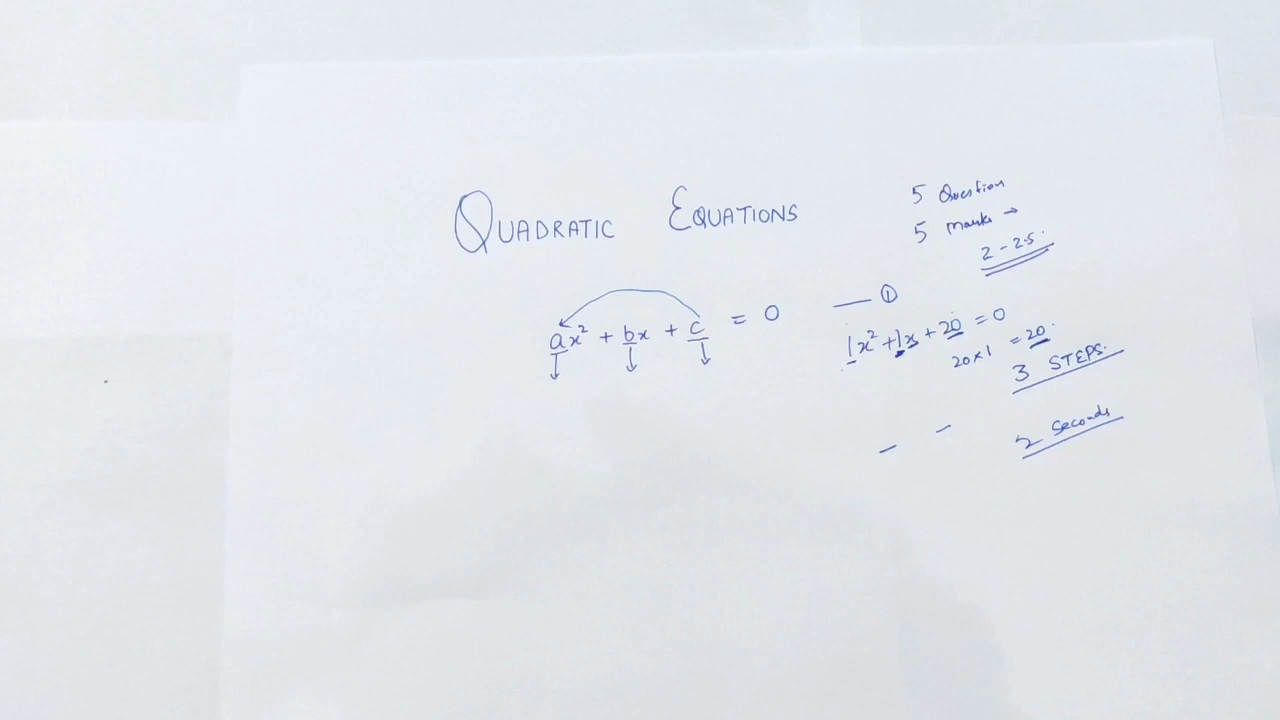 QUADRATIC EQUATIONS
5 Question
5 marks →
2 - 2.5.
ax² + bx + c = 0 — ①
1x² + 1x + 20 = 0
20 x 1 = 20.
3 STEPS.
2 seconds